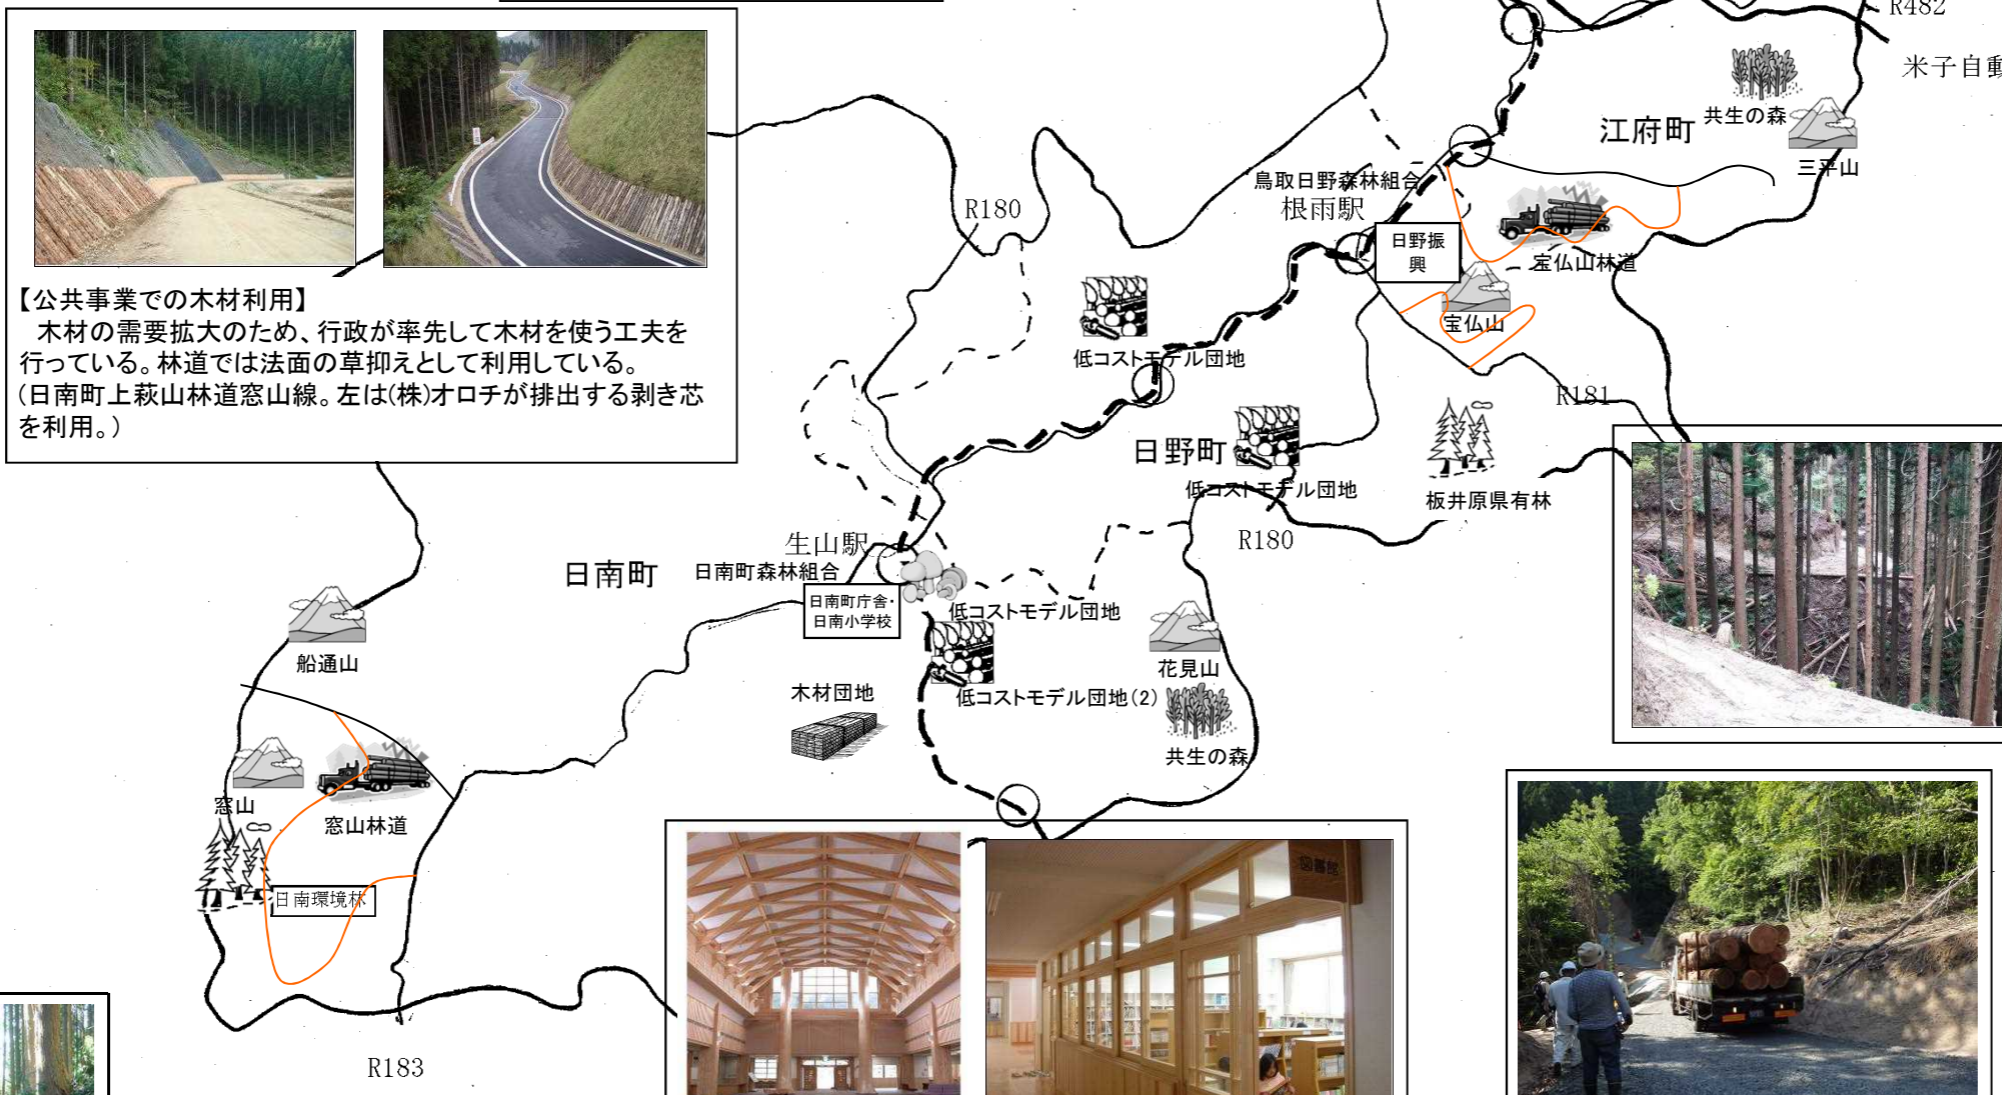 【公共事業での木材利用】
木材の需要拡大のため、行政が率先して木材を使う工夫を
行っている。林道では法面の草抑えとして利用している。
(日南町上萩山林道窓山線。左は(株)オロチが排出する剥き芯
を利用。)
R482
米子自動
共生の森
江府町
三平山
鳥取日野森林組合
根雨駅
R180
日野振
興
宝仏山林道
宝仏山
低コストモデル団地
R181
日野町
低コストモデル団地
板井原県有林
R180
生山駅
日南町
日南町森林組合
日南町庁舎・
日南小学校
低コストモデル団地
船通山
花見山
木材団地
低コストモデル団地(2)
共生の森
窓山
窓山林道
日南環境林
図書館
R183